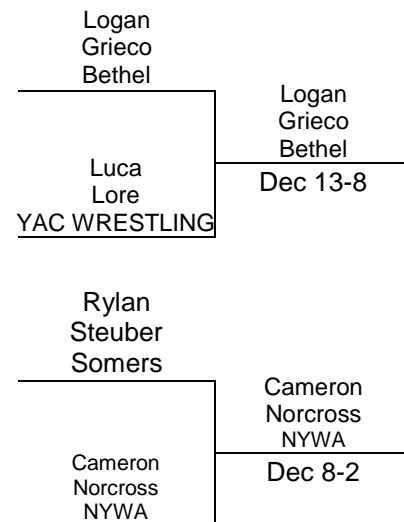 Logan
Grieco
Bethel
Luca
Lore
YAC WRESTLING
Logan
Grieco
Bethel
Dec 13-8
Rylan
Steuber
Somers
Cameron
Norcross
NYWA
Cameron
Norcross
NYWA
Dec 8-2